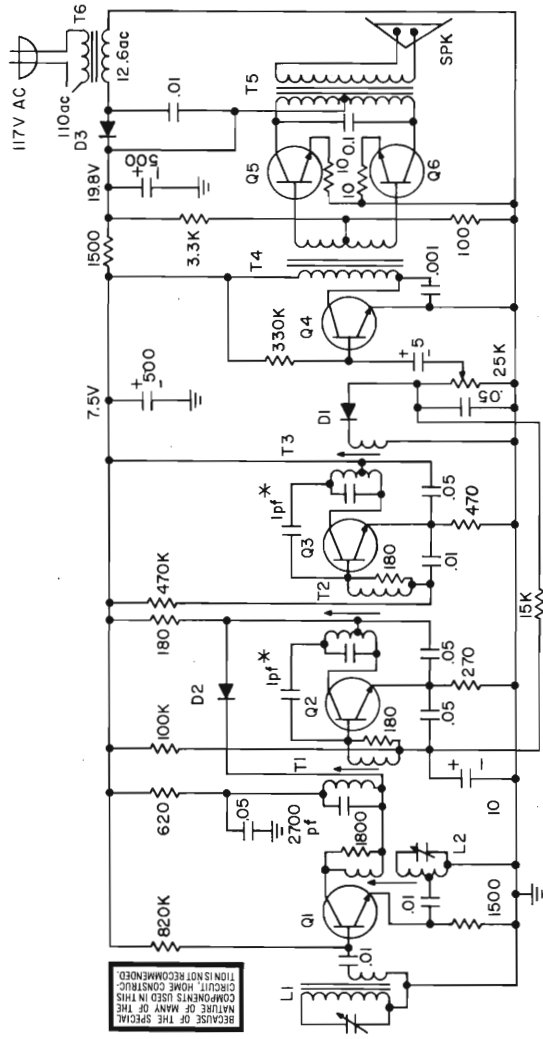 117V AC
T6
110ac
12.6ac
D3
.01
19.8V
500
+
-
1500
3.3K
Q5
10
10
0.1
T5
SPK
Q6
100
T4
330K
Q4
.001
+
5
-
25K
.05
7.5V
+
500
-
D1
T3
1pf*
Q3
180
T2
.01
.05
470
470K
180
15K
D2
1pf*
Q2
180
.05
.05
270
100K
T1
+
-
10
620
.05
2700
pf
1800
L2
820K
Q1
.01
.01
1500
L1
BECAUSE OF THE SPECIAL
NATURE OF MANY OF THE
COMPONENTS USED IN THIS
CIRCUIT, HOME CONSTRUC-
TION IS NOT RECOMMENDED.